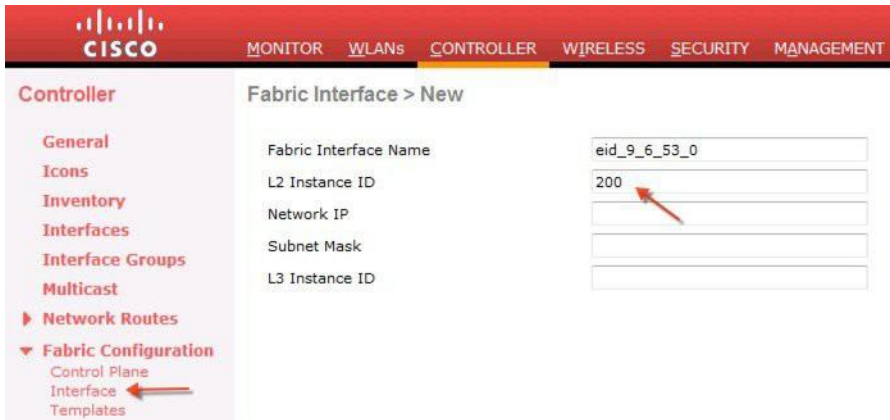 CISCO
MONITOR WLANs CONTROLLER WIRELESS SECURITY MANAGEMENT
Controller
General
Icons
Inventory
Interfaces
Interface Groups
Multicast
Network Routes
Fabric Configuration
Control Plane
Interface
Templates
Fabric Interface > New
Fabric Interface Name eid_9_6_53_0
L2 Instance ID 200
Network IP
Subnet Mask
L3 Instance ID